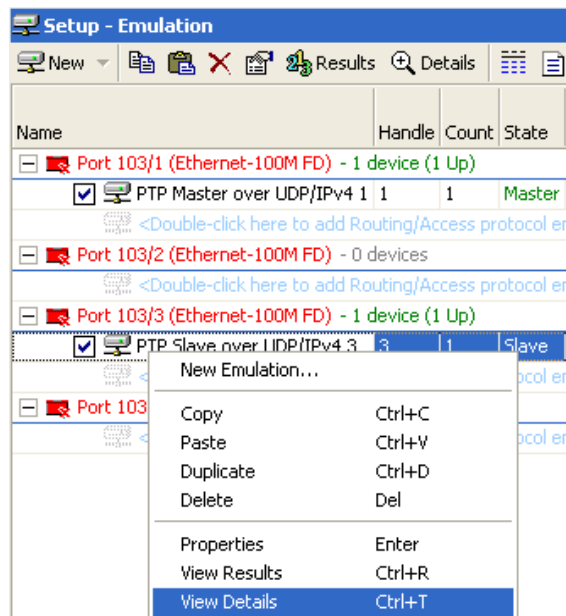 Setup - Emulation
New Results Details
Name Handle Count State
Port 103/1 (Ethernet-100M FD) - 1 device (1 Up)
PTP Master over UDP/IPv4 1 1 1 Master
<Double-click here to add Routing/Access protocol
Port 103/2 (Ethernet-100M FD) - 0 devices
<Double-click here to add Routing/Access protocol
Port 103/3 (Ethernet-100M FD) - 1 device (1 Up)
PTP Slave over UDP/IPv4 3 3 1 Slave
New Emulation...
Port 103
Copy Ctrl+C
Paste Ctrl+V
Duplicate Ctrl+D
Delete Del
Properties Enter
View Results Ctrl+R
View Details Ctrl+T